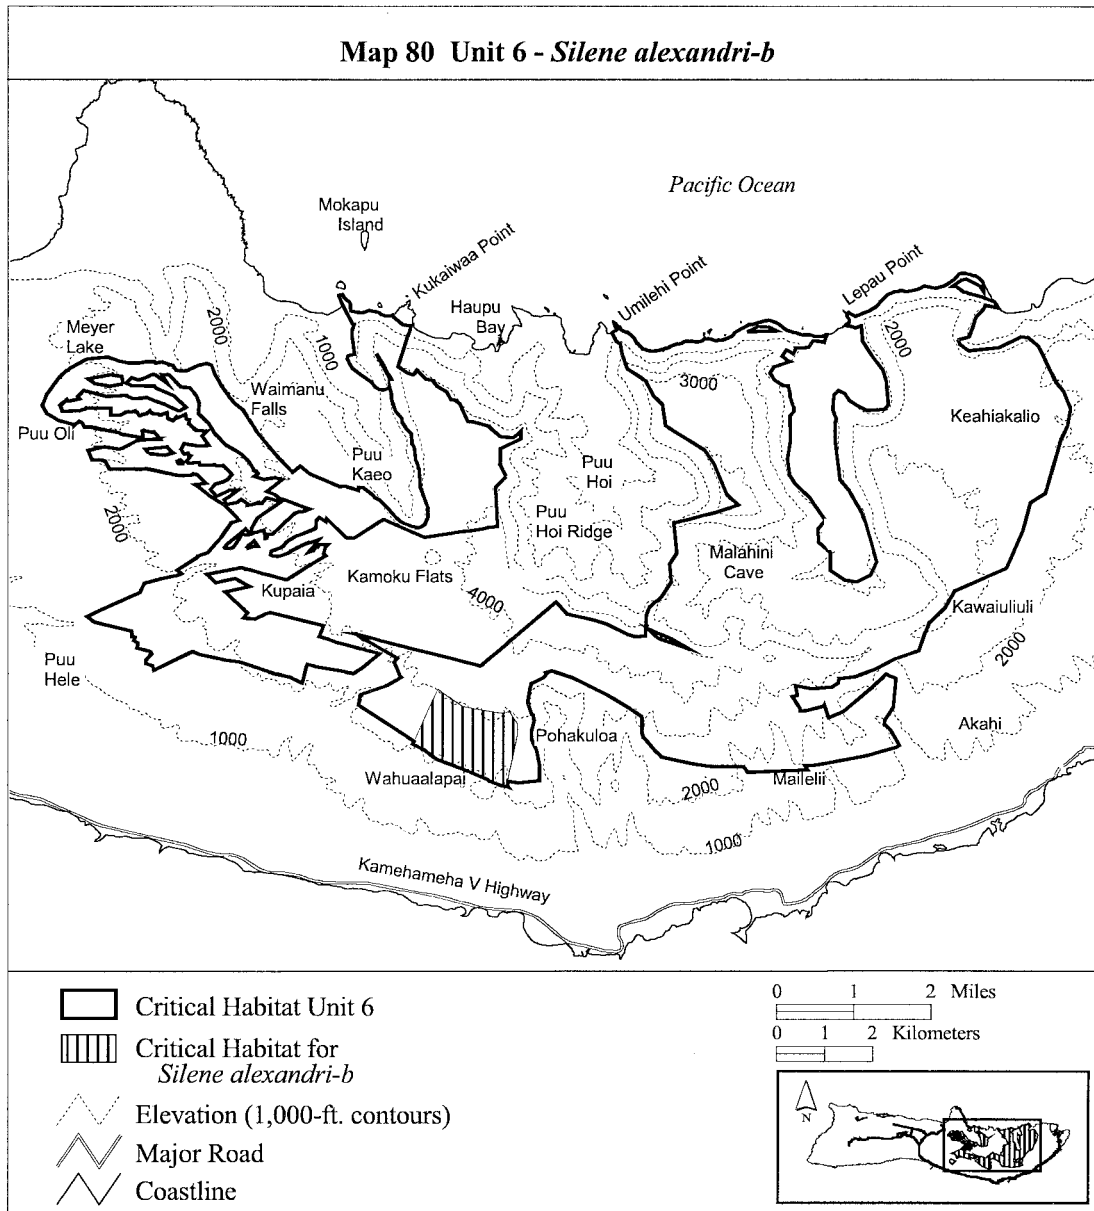 Map 80 Unit 6 - Silene alexandri-b
Pacific Ocean
Mokapu
Island
Kukaiwaa Point
Haupu
Bay
Umilehi Point
Lepau Point
Meyer
Lake
2000
1000
3000
2000
Waimanu
Falls
Keahiakalio
Puu Oli
Puu
Kaeo
Puu
Hoi
2000
Puu
Hoi Ridge
Malahini
Cave
Kamoku Flats
Kupaia
4000
Kawaiuliuli
2000
Puu
Hele
1000
Pohakuloa
Akahi
Wahuaalapai
2000
Mailelii
1000
Kamehameha V Highway
Critical Habitat Unit 6
Critical Habitat for
Silene alexandri-b
Elevation (1,000-ft. contours)
Major Road
Coastline
0 1 2 Miles
0 1 2 Kilometers
N